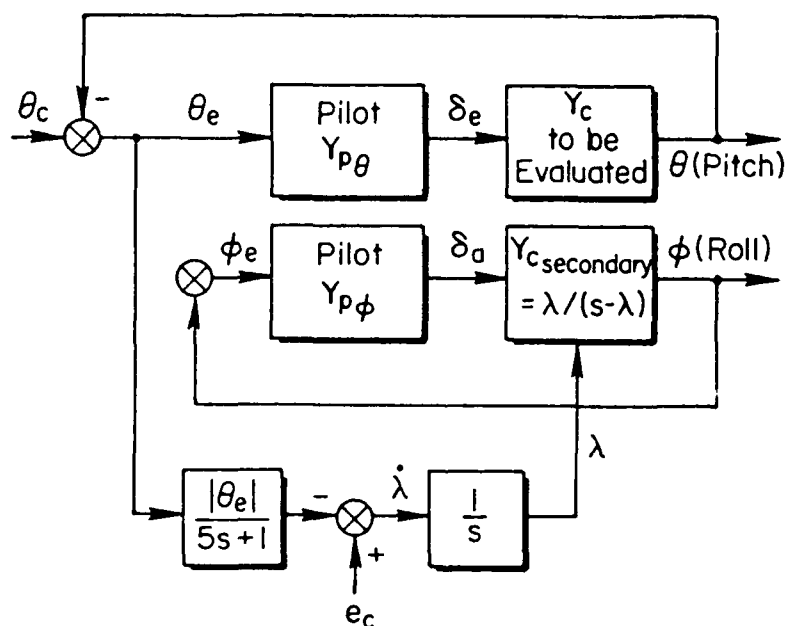 θc
-
θe
Pilot
Ypθ
δe
Yc
to be
Evaluated
θ(Pitch)
ϕe
Pilot
Ypϕ
δa
Ycsecondary
= λ/(s-λ)
ϕ(Roll)
λ
|θe|
5s+1
-
λ̇
+
1
s
ec